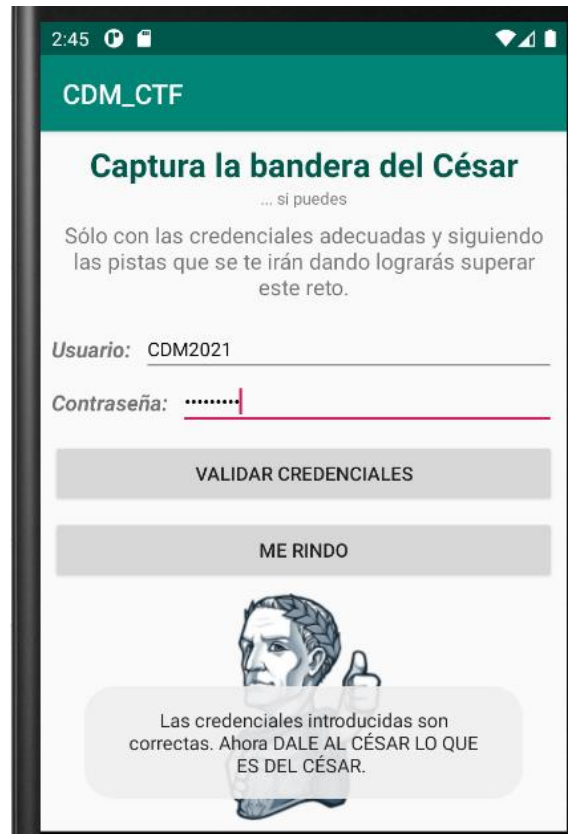 2:45
CDM_CTF
Captura la bandera del César
... si puedes
Sólo con las credenciales adecuadas y siguiendo
las pistas que se te irán dando lograrás superar
este reto.
Usuario: CDM2021
Contraseña: •••••••••
VALIDAR CREDENCIALES
ME RINDO
Las credenciales introducidas son
correctas. Ahora DALE AL CÉSAR LO QUE
ES DEL CÉSAR.